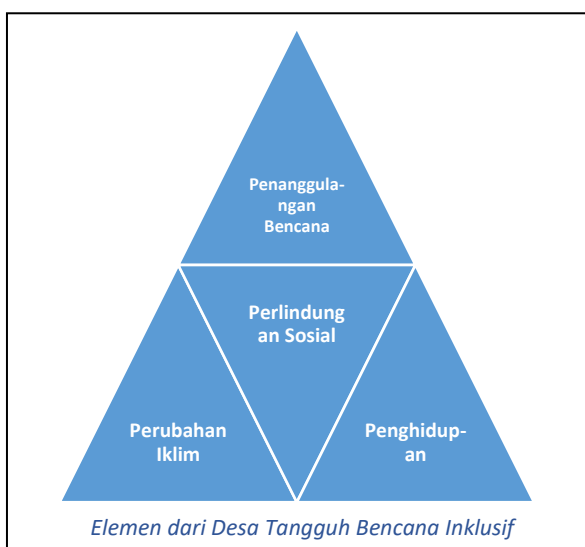 Penanggula-
ngan
Bencana
Perlindung
an Sosial
Perubahan
Iklim
Penghidup-
an
Elemen dari Desa Tangguh Bencana Inklusif